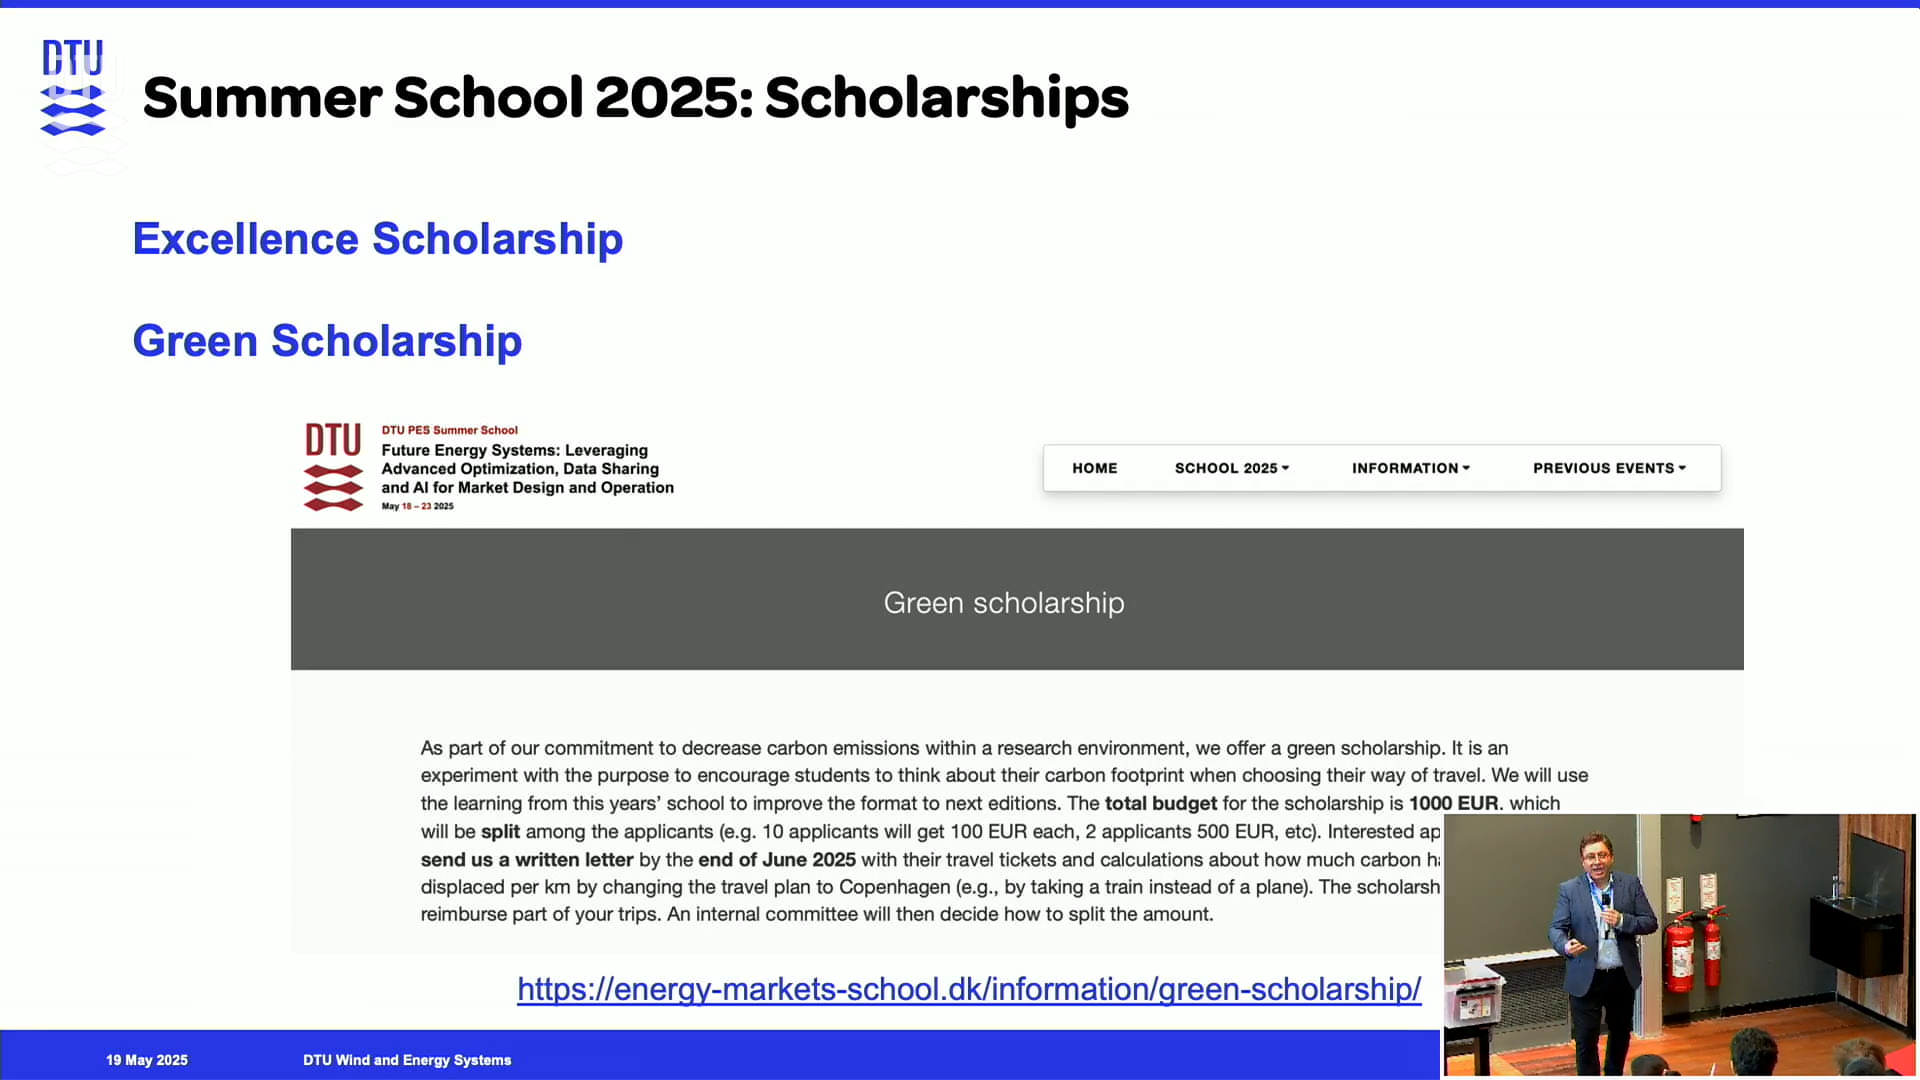 DTU
Summer School 2025: Scholarships
Excellence Scholarship
Green Scholarship
DTU
DTU PES Summer School
Future Energy Systems: Leveraging
Advanced Optimization, Data Sharing
and AI for Market Design and Operation
May 18 – 23 2025
HOME SCHOOL 2025 INFORMATION PREVIOUS EVENTS
Green scholarship
As part of our commitment to decrease carbon emissions within a research environment, we offer a green scholarship. It is an
experiment with the purpose to encourage students to think about their carbon footprint when choosing their way of travel. We will use
the learning from this years’ school to improve the format to next editions. The total budget for the scholarship is 1000 EUR. which
will be split among the applicants (e.g. 10 applicants will get 100 EUR each, 2 applicants 500 EUR, etc). Interested ap
send us a written letter by the end of June 2025 with their travel tickets and calculations about how much carbon ha
displaced per km by changing the travel plan to Copenhagen (e.g., by taking a train instead of a plane). The scholarsh
reimburse part of your trips. An internal committee will then decide how to split the amount.
https://energy-markets-school.dk/information/green-scholarship/
19 May 2025 DTU Wind and Energy Systems